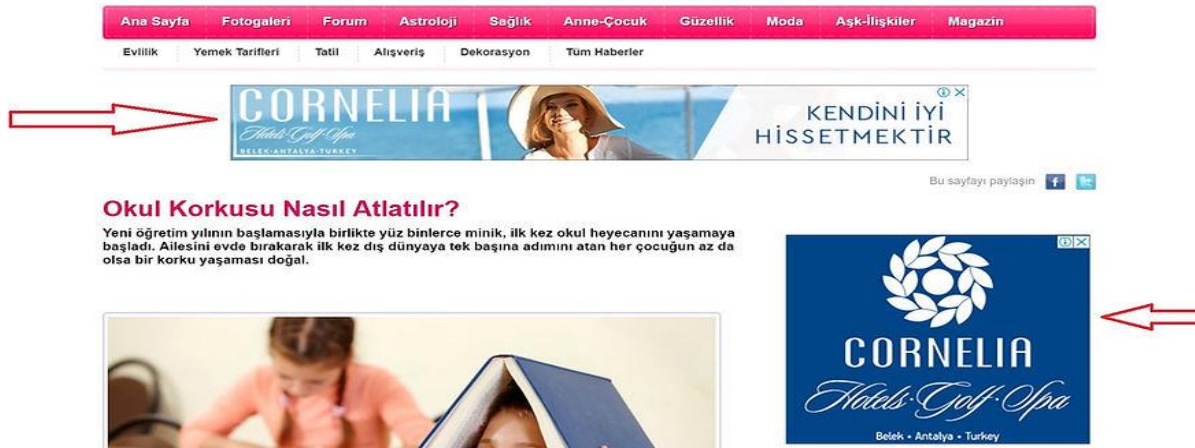 Ana Sayfa Fotogaleri Forum Astroloji Sağlık Anne-Çocuk Güzellik Moda Aşk-İlişkiler Magazin
Evlilik Yemek Tarifleri Tatil Alışveriş Dekorasyon Tüm Haberler
CORNELIA
Hotels·Golf·Spa
BELEK•ANTALYA•TURKEY
KENDİNİ İYİ
HİSSETMEKTİR
Bu sayfayı paylaşın
Okul Korkusu Nasıl Atlatılır?
Yeni öğretim yılının başlamasıyla birlikte yüz binlerce minik, ilk kez okul heyecanını yaşamaya
başladı. Ailesini evde bırakarak ilk kez dış dünyaya tek başına adımını atan her çocuğun az da
olsa bir korku yaşaması doğal.
CORNELIA
Hotels·Golf·Spa
Belek • Antalya • Turkey